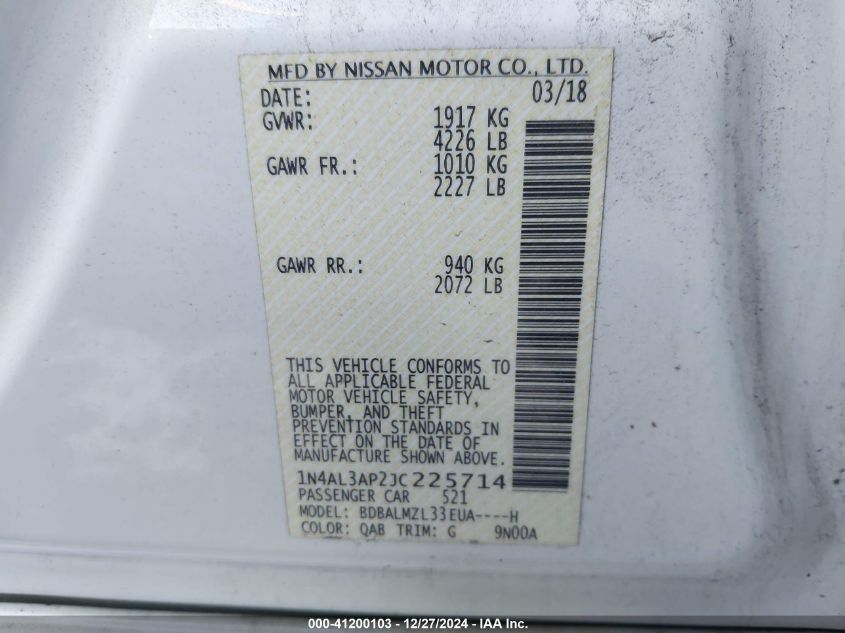 MFD BY NISSAN MOTOR CO., LTD.
DATE: 03/18
GVWR: 1917 KG
4226 LB
GAWR FR.: 1010 KG
2227 LB
GAWR RR.: 940 KG
2072 LB
THIS VEHICLE CONFORMS TO
ALL APPLICABLE FEDERAL
MOTOR VEHICLE SAFETY,
BUMPER, AND THEFT
PREVENTION STANDARDS IN
EFFECT ON THE DATE OF
MANUFACTURE SHOWN ABOVE.
1N4AL3AP2JC225714
PASSENGER CAR 521
MODEL: BDBALMZL33EUA----H
COLOR: QAB TRIM: G 9N00A
000-41200103 - 12/27/2024 - IAAI Inc.